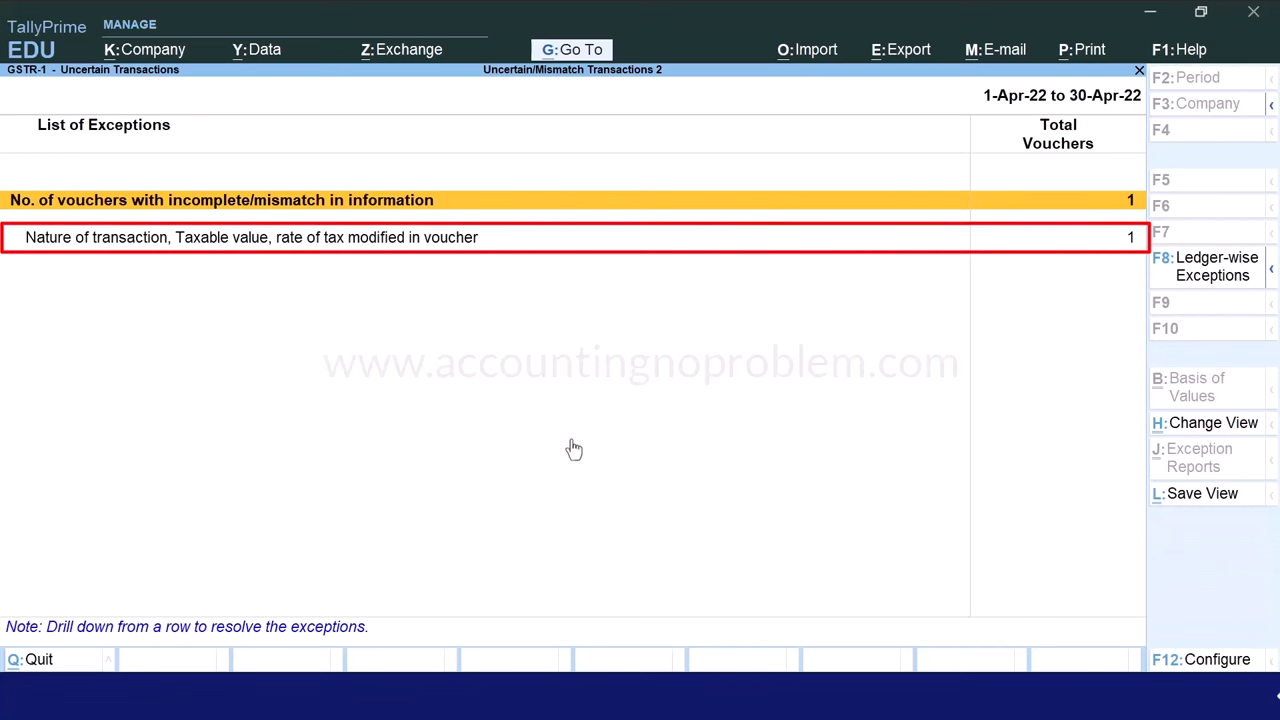 TallyPrime
EDU
MANAGE
K:Company
Y:Data
Z:Exchange
G:Go To
O:Import
E:Export
M:E-mail
P:Print
F1:Help
GSTR-1 - Uncertain Transactions
Uncertain/Mismatch Transactions 2
1-Apr-22 to 30-Apr-22
List of Exceptions
Total
Vouchers
No. of vouchers with incomplete/mismatch in information 1
Nature of transaction, Taxable value, rate of tax modified in voucher 1
www.accountingnoproblem.com
Note: Drill down from a row to resolve the exceptions.
Q:Quit
F2:Period
F3:Company
F4
F5
F6
F7
F8:Ledger-wise
Exceptions
F9
F10
B:Basis of
Values
H:Change View
J:Exception
Reports
L:Save View
F12:Configure